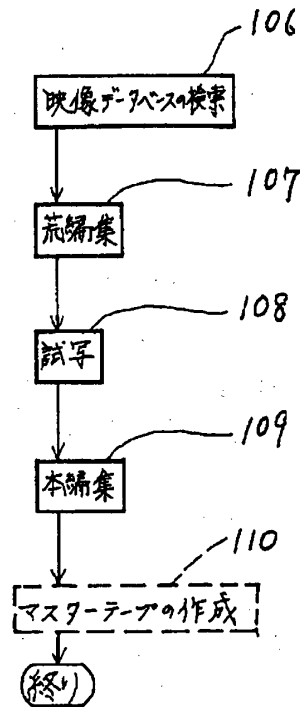 106
映像データベースの検索
107
荒編集
108
試写
109
本編集
110
マスターテープの作成
終り